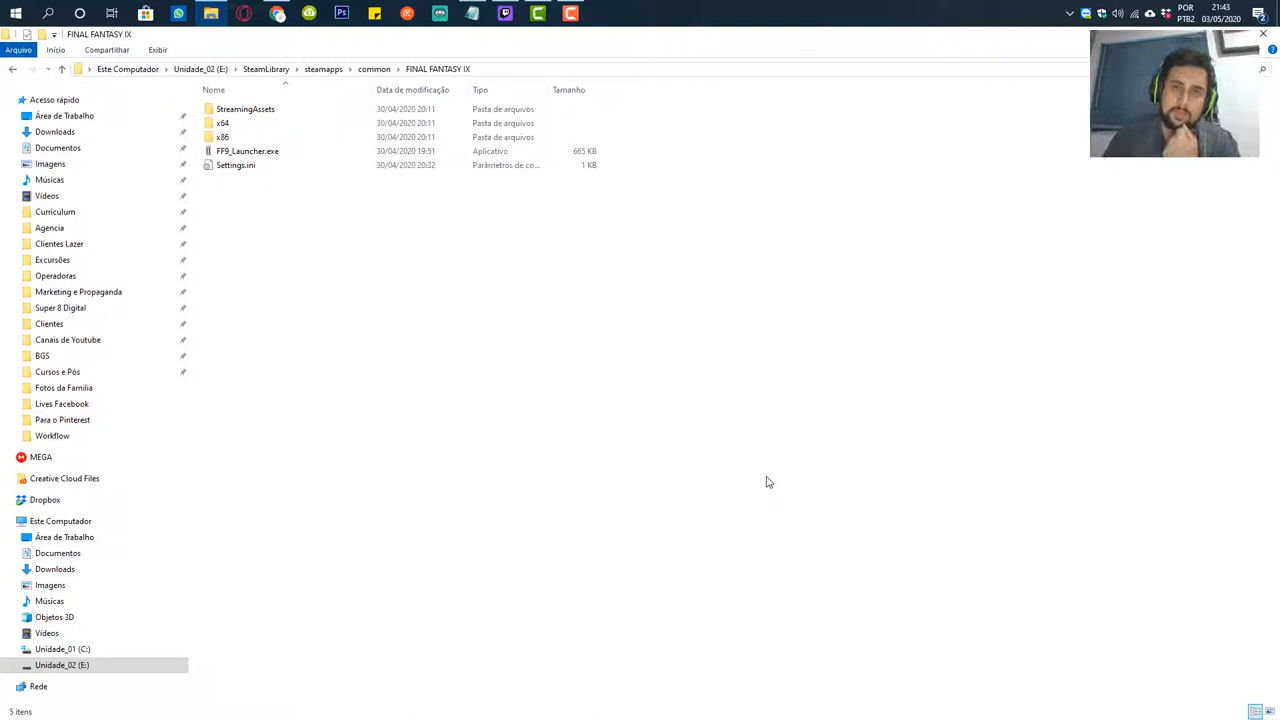 POR
21:43
PTB2
03/05/2020
2
FINAL FANTASY IX
Arquivo Início Compartilhar Exibir
Este Computador Unidade_02 (E:) SteamLibrary steamapps common FINAL FANTASY IX
Nome Data de modificação Tipo Tamanho
StreamingAssets 30/04/2020 20:11 Pasta de arquivos
x64 30/04/2020 20:11 Pasta de arquivos
x86 30/04/2020 20:11 Pasta de arquivos
FF9_Launcher.exe 30/04/2020 19:51 Aplicativo 665 KB
Settings.ini 30/04/2020 20:32 Parâmetros de co... 1 KB
Acesso rápido
Área de Trabalho
Downloads
Documentos
Imagens
Músicas
Vídeos
Curriculum
Agencia
Clientes Lazer
Excursões
Operadoras
Marketing e Propaganda
Super 8 Digital
Clientes
Canais de Youtube
BGS
Cursos e Pós
Fotos da Familia
Lives Facebook
Para o Pinterest
Workflow
MEGA
Creative Cloud Files
Dropbox
Este Computador
Área de Trabalho
Documentos
Downloads
Imagens
Músicas
Objetos 3D
Vídeos
Unidade_01 (C:)
Unidade_02 (E:)
Rede
5 itens